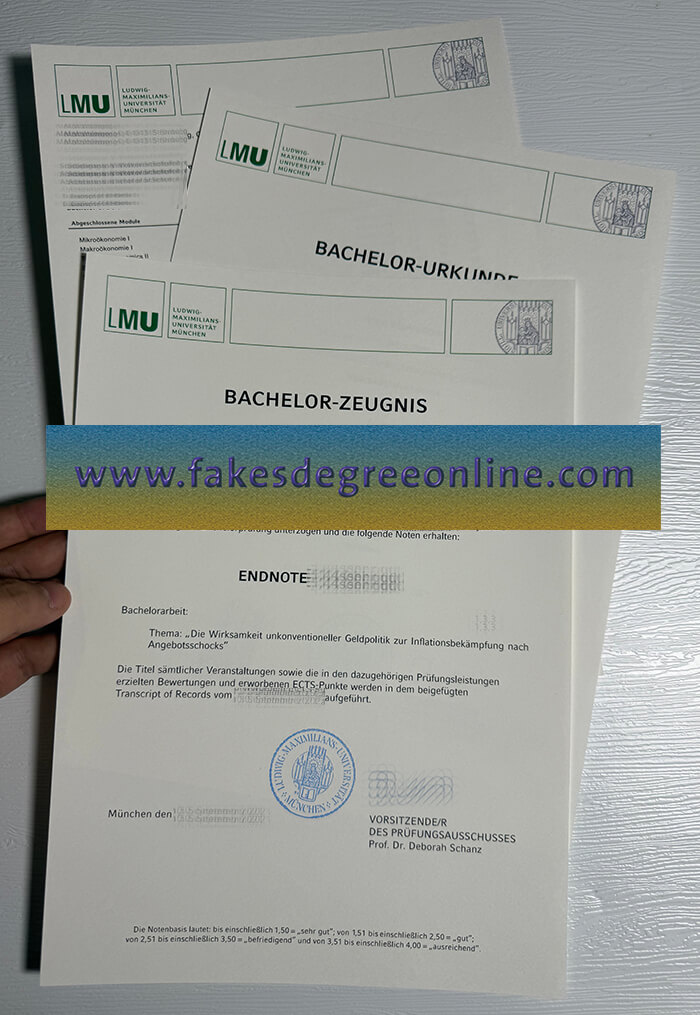 LMU
LUDWIG-
MAXIMILIANS-
UNIVERSITÄT
MÜNCHEN
Abgeschlossene Module
Mikroökonomie I
Makroökonomie I
LMU
LUDWIG-
MAXIMILIANS-
UNIVERSITÄT
MÜNCHEN
BACHELOR-URKUNDE
LMU
LUDWIG-
MAXIMILIANS-
UNIVERSITÄT
MÜNCHEN
BACHELOR-ZEUGNIS
www.fakesdegreeonline.com
unterzogen und die folgende Noten erhalten:
ENDNOTE
Bachelorarbeit:
Thema: „Die Wirksamkeit unkonventioneller Geldpolitik zur Inflationsbekämpfung nach
Angebotsschocks“
Die Titel sämtlicher Veranstaltungen sowie die in den dazugehörigen Prüfungsleistungen
erzielten Bewertungen und erworbenen ECTS-Punkte werden in dem beigefügten
Transcript of Records vom aufgeführt.
LUDWIG-MAXIMILIANS-UNIVERSITÄT MÜNCHEN
München den
VORSITZENDE/R
DES PRÜFUNGSAUSSCHUSSES
Prof. Dr. Deborah Schanz
Die Notenbasis lautet: bis einschließlich 1,50 = „sehr gut“; von 1,51 bis einschließlich 2,50 = „gut“;
von 2,51 bis einschließlich 3,50 = „befriedigend“ und von 3,51 bis einschließlich 4,00 = „ausreichend“.